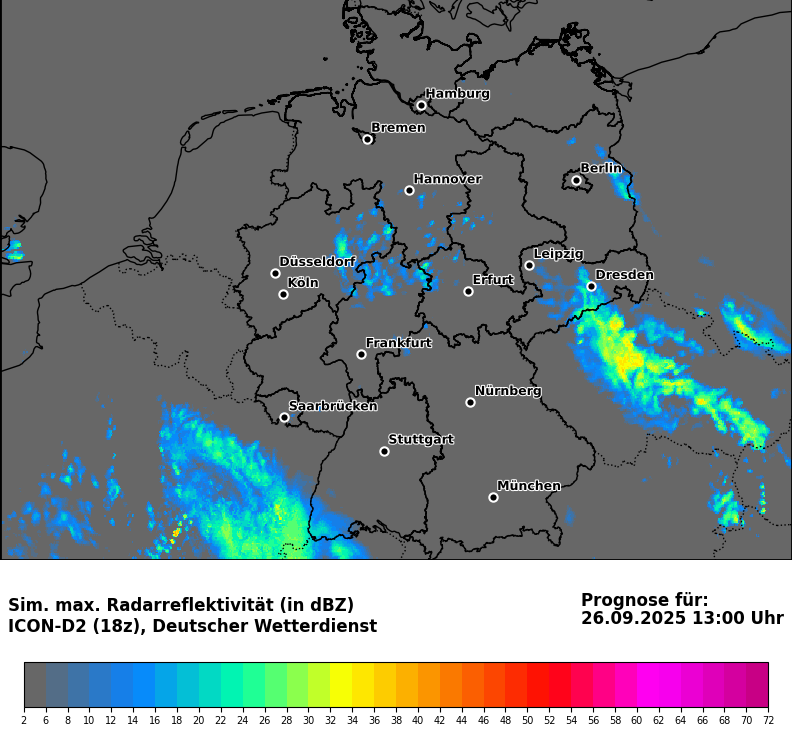 Hamburg
Bremen
Berlin
Hannover
Leipzig
Düsseldorf
Dresden
Köln
Erfurt
Frankfurt
Nürnberg
Saarbrücken
Stuttgart
München
Sim. max. Radarreflektivität (in dBZ)
ICON-D2 (18z), Deutscher Wetterdienst
Prognose für:
26.09.2025 13:00 Uhr
2 6 8 10 12 14 16 18 20 22 24 26 28 30 32 34 36 38 40 42 44 46 48 50 52 54 56 58 60 62 64 66 68 70 72